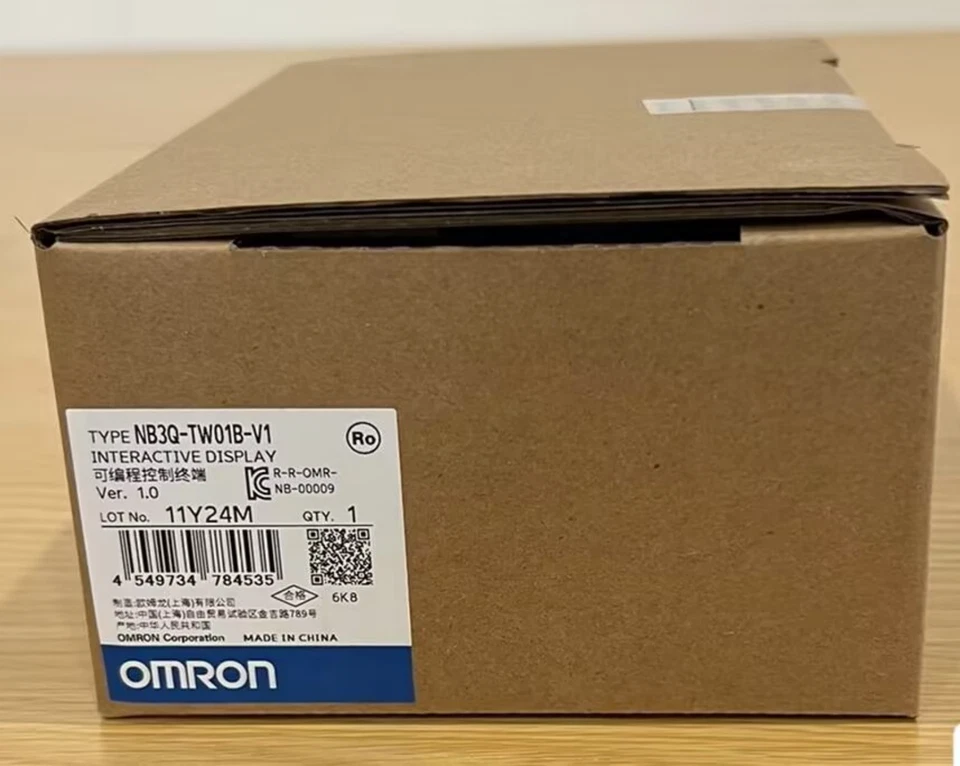 TYPE NB3Q-TW01B-V1
Ro
INTERACTIVE DISPLAY
可编程控制终端
R-R-OMR-
NB-00009
Ver. 1.0
LOT No. 11Y24M QTY. 1
4 549734 784535
合格
6K8
制造:欧姆龙(上海)有限公司
地址:中国(上海)自由贸易试验区金吉路789号
产地:中华人民共和国
OMRON Corporation MADE IN CHINA
OMRON